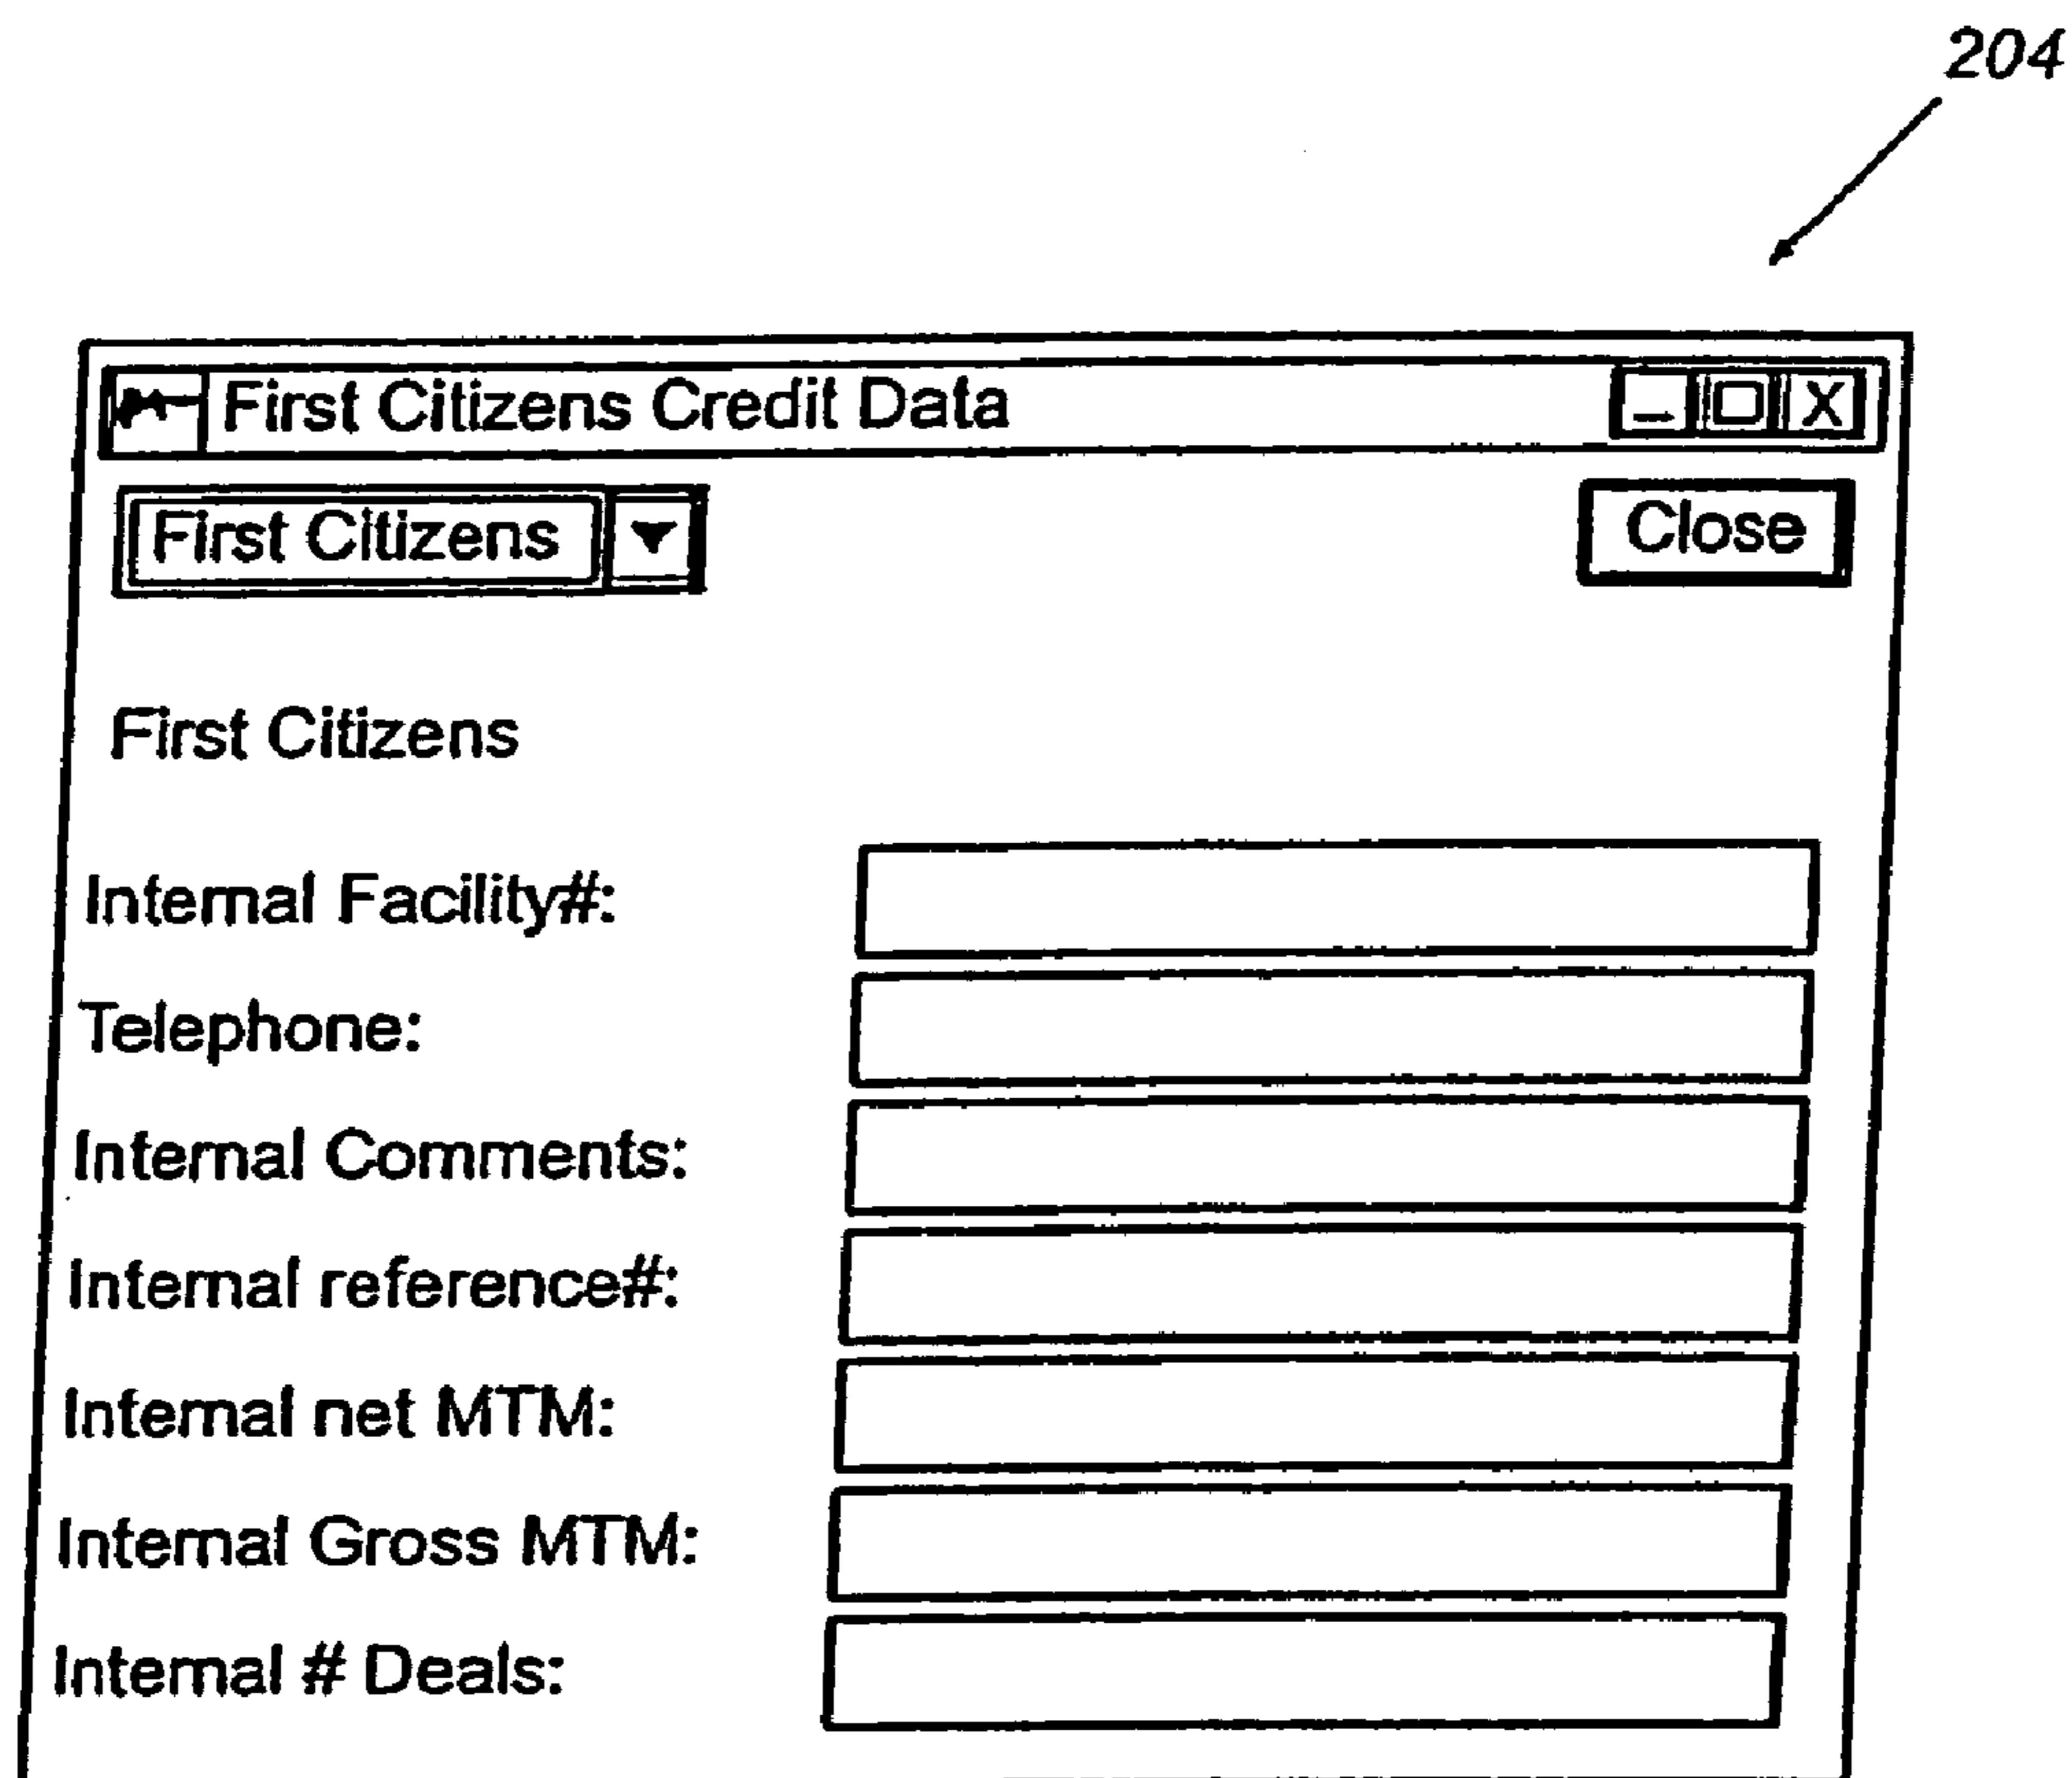 204
First Citizens Credit Data
First Citizens
Close
First Citizens
Internal Facility#:
Telephone:
Internal Comments:
Internal reference#:
Internal net MTM:
Internal Gross MTM:
Internal # Deals: